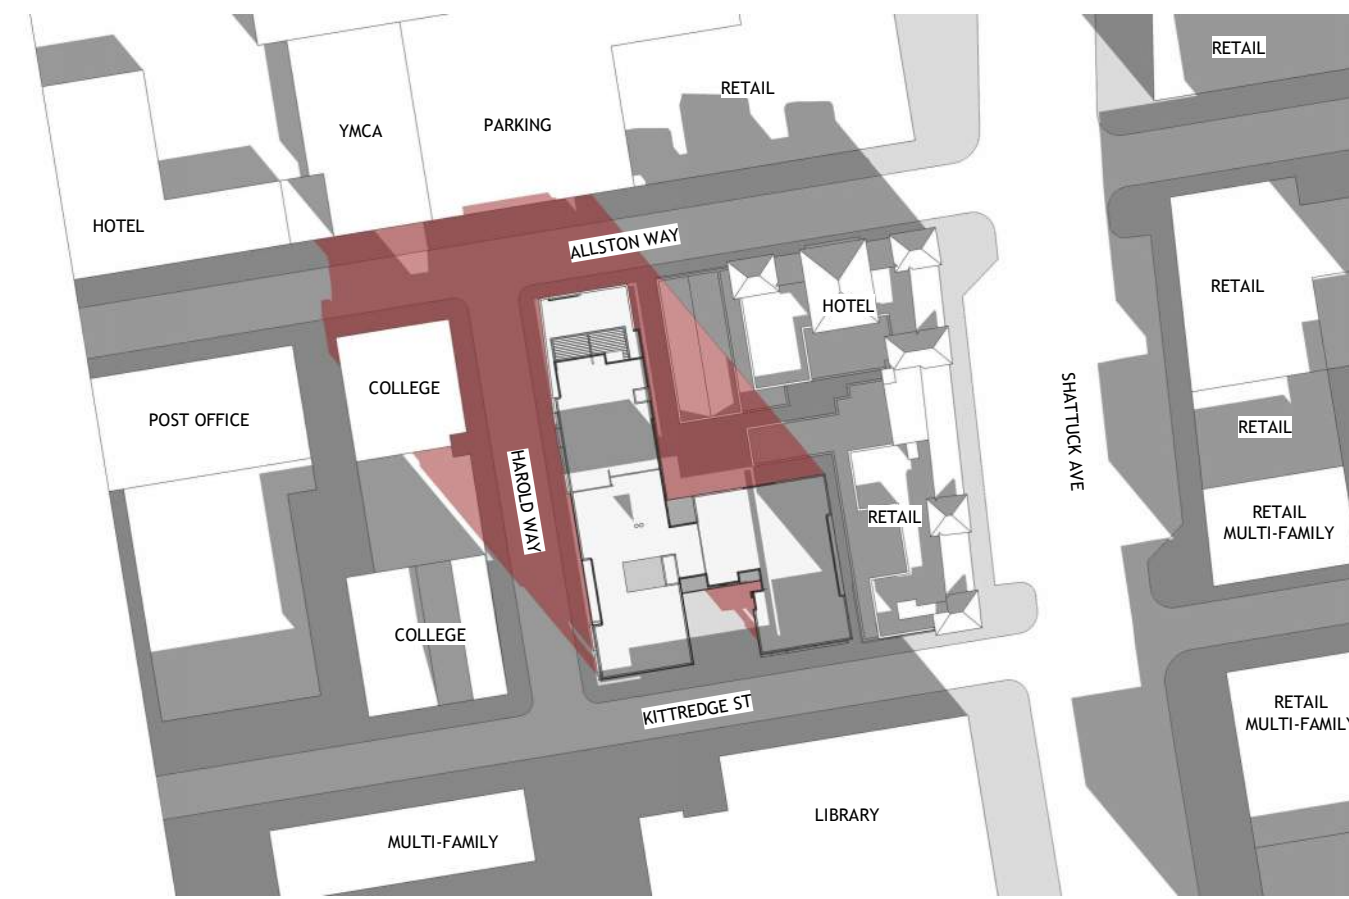 RETAIL
RETAIL
YMCA
PARKING
HOTEL
ALLSTON WAY
RETAIL
HOTEL
COLLEGE
POST OFFICE
SHATTUCK AVE
RETAIL
HAROLD WAY
RETAIL
RETAIL
MULTI-FAMILY
COLLEGE
KITTREDGE ST
RETAIL
MULTI-FAMILY
LIBRARY
MULTI-FAMILY